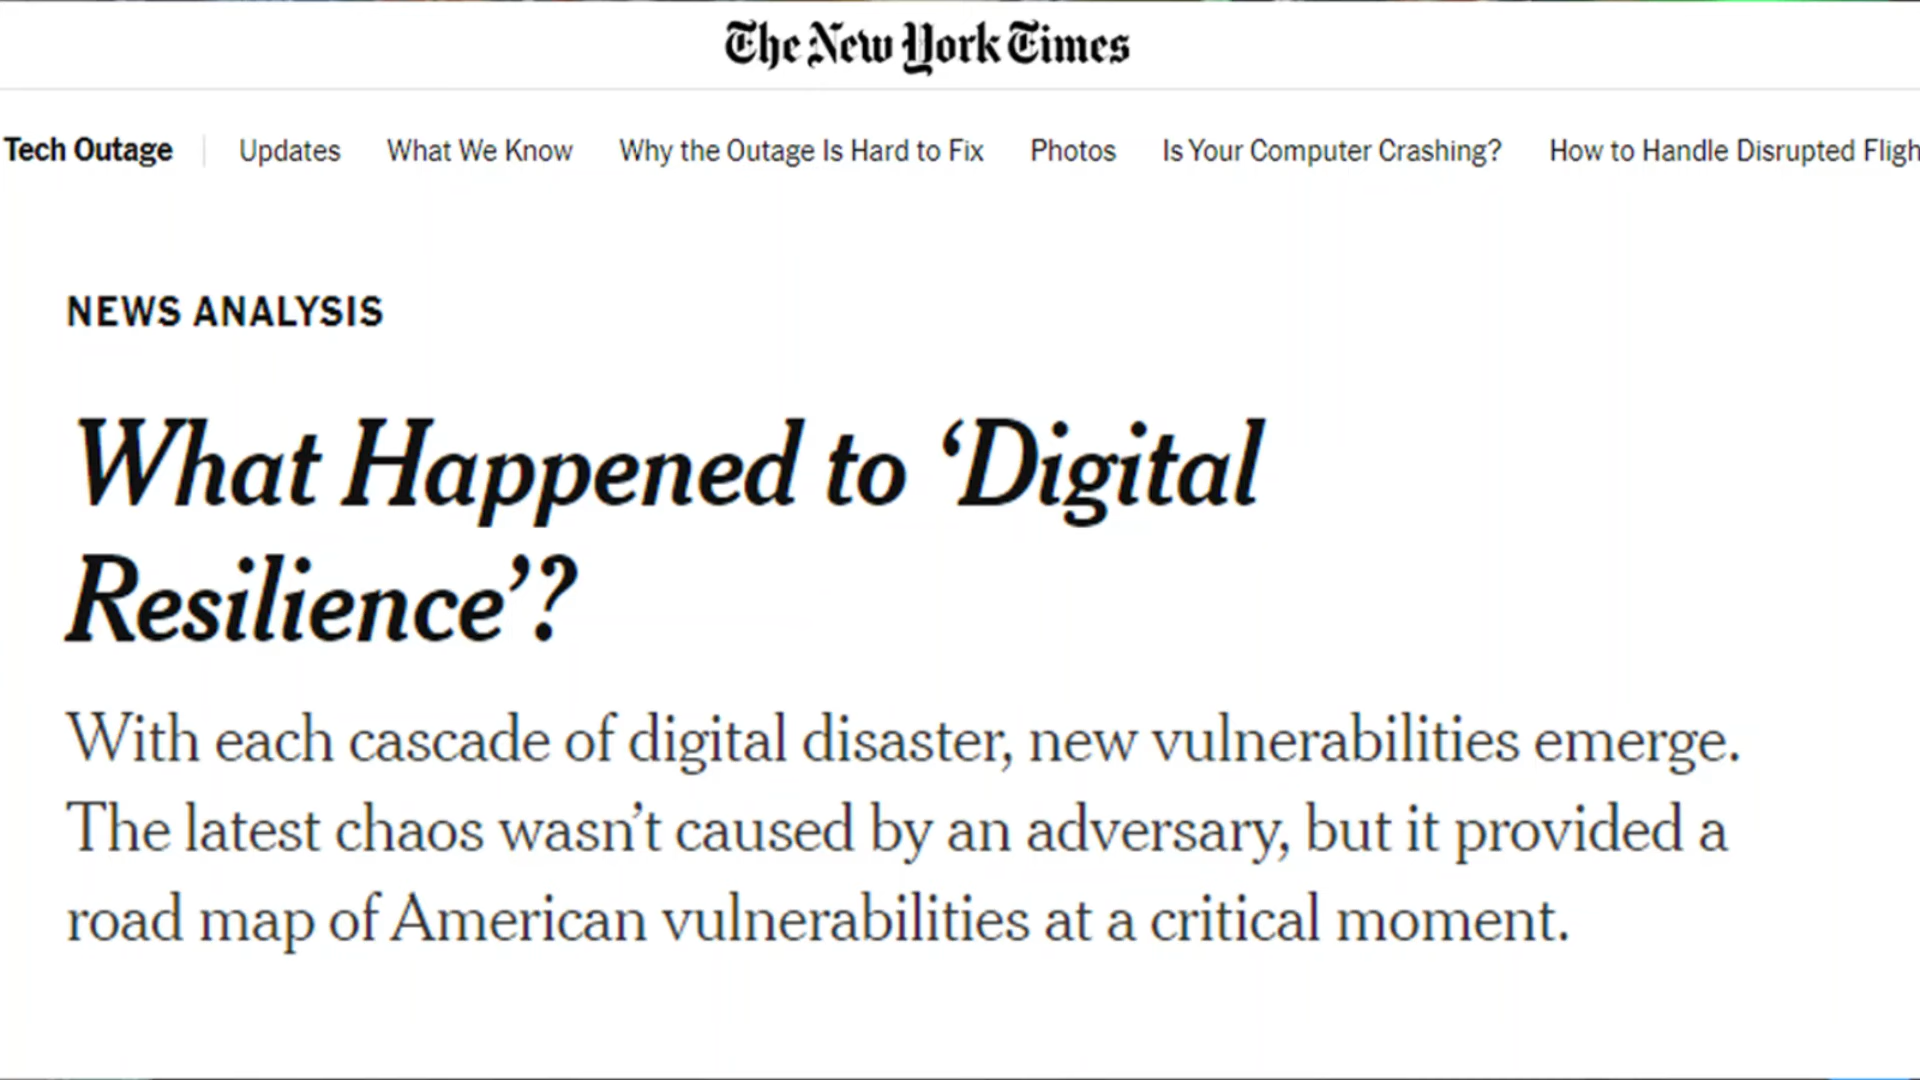 The New York Times
Tech Outage Updates What We Know Why the Outage Is Hard to Fix Photos Is Your Computer Crashing? How to Handle Disrupted Fligh
NEWS ANALYSIS
What Happened to ‘Digital
Resilience’?
With each cascade of digital disaster, new vulnerabilities emerge.
The latest chaos wasn’t caused by an adversary, but it provided a
road map of American vulnerabilities at a critical moment.